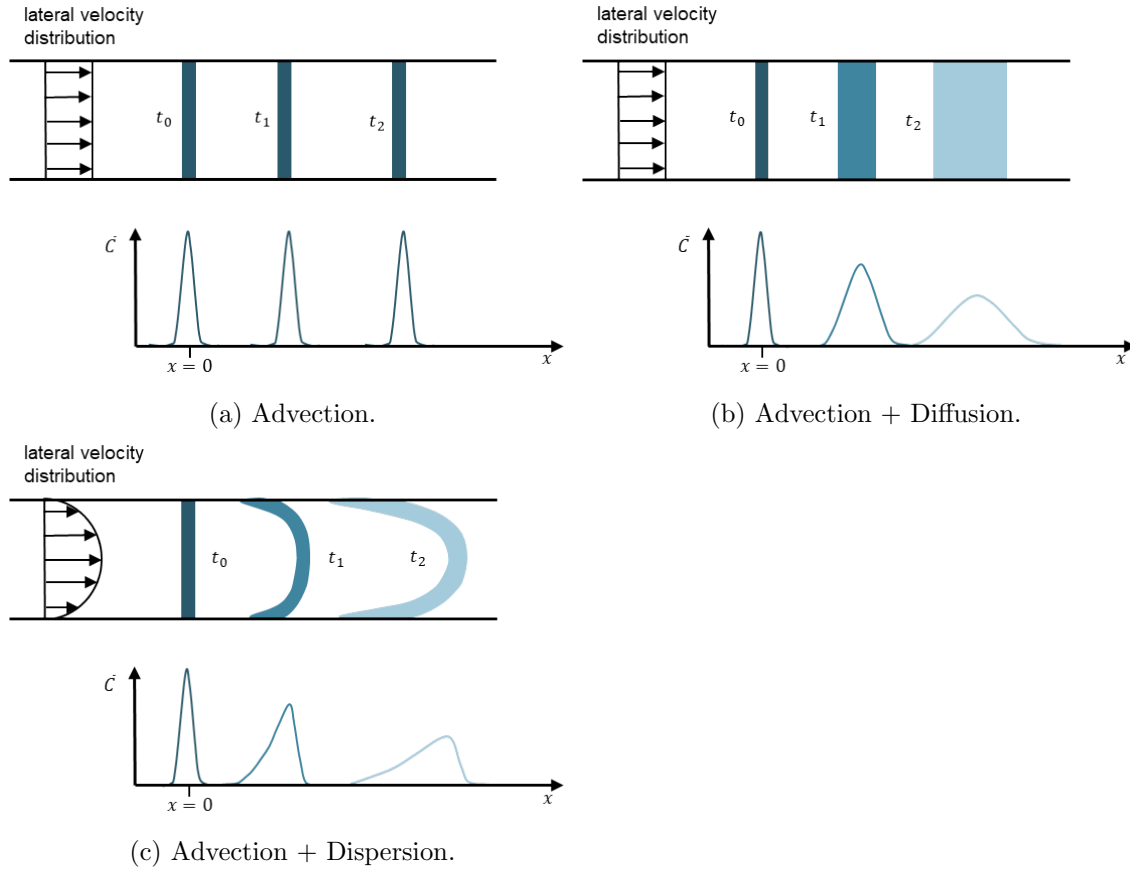 lateral velocity
distribution
t₀
t₁
t₂
C̄
x = 0
x
(a) Advection.
lateral velocity
distribution
t₀
t₁
t₂
C̄
x = 0
x
(b) Advection + Diffusion.
lateral velocity
distribution
t₀
t₁
t₂
C̄
x = 0
x
(c) Advection + Dispersion.